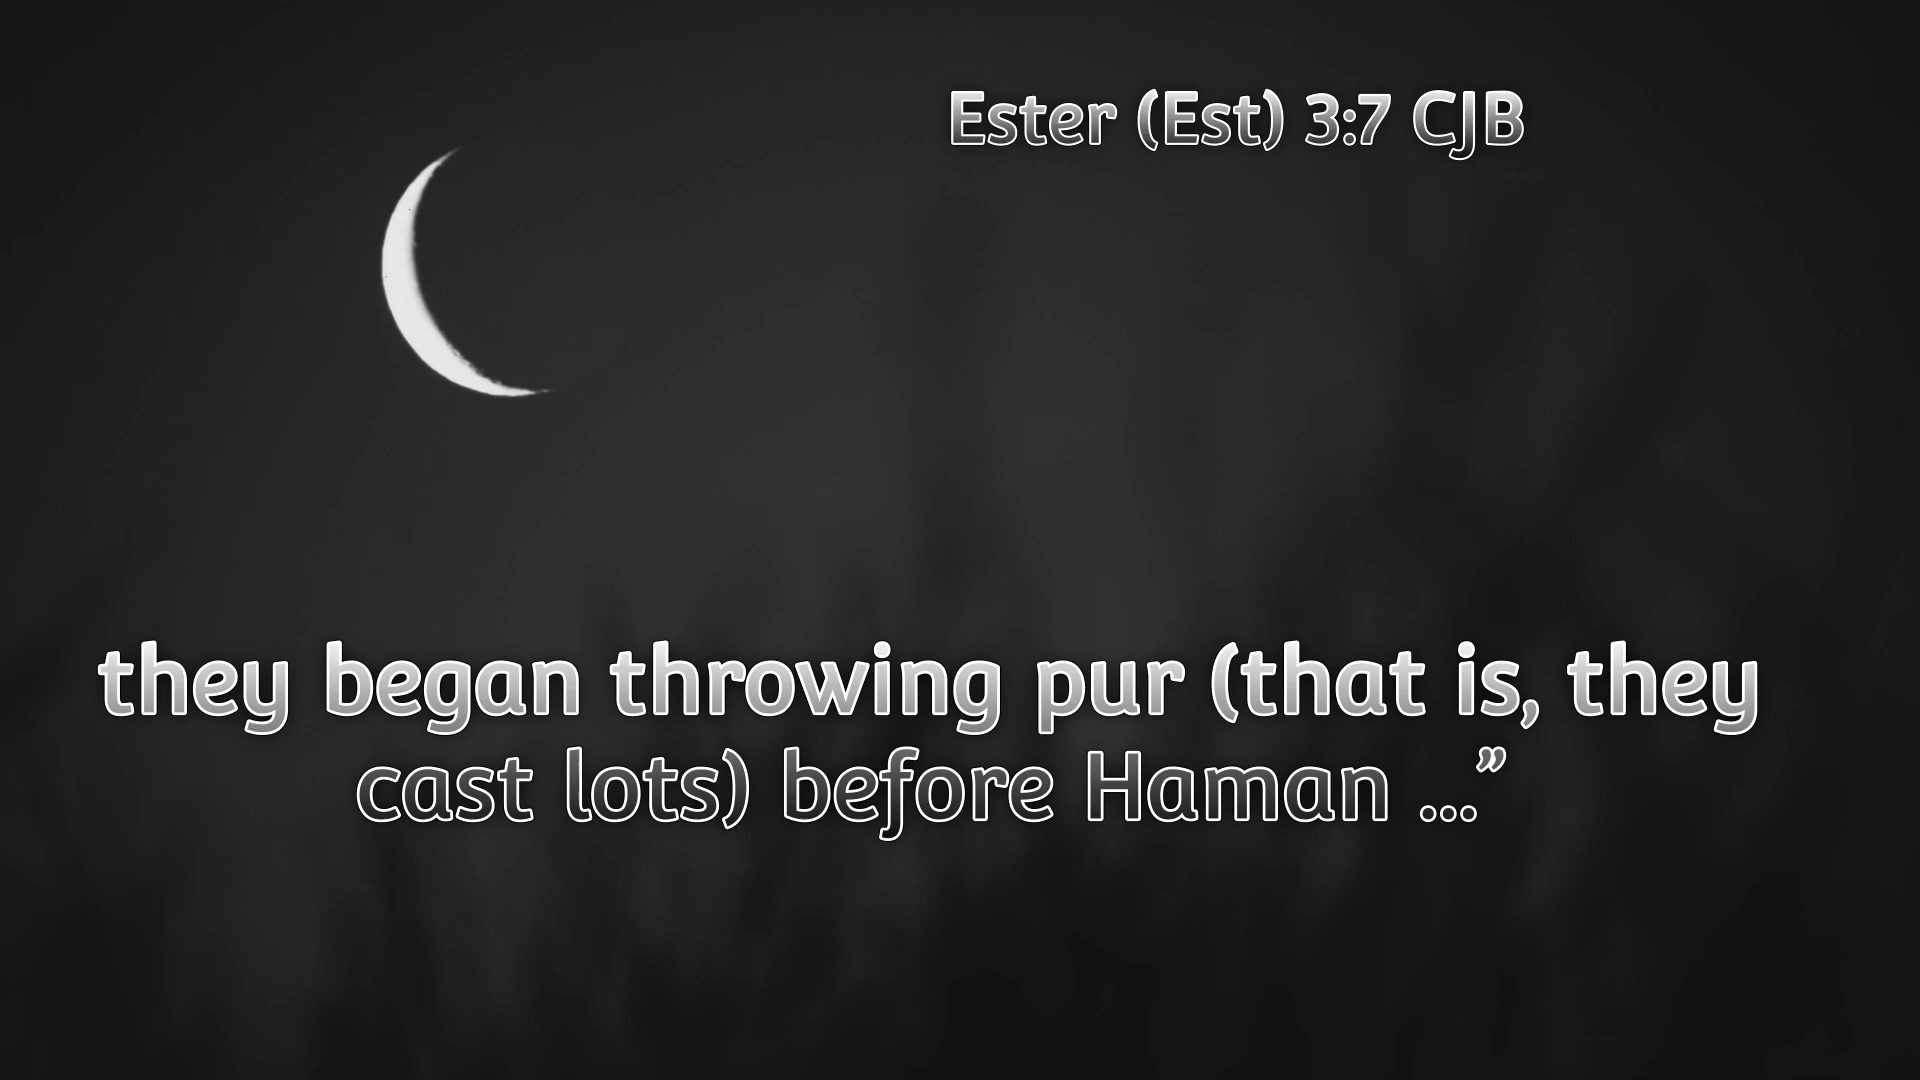 Ester (Est) 3:7 CJB
they began throwing pur (that is, they
cast lots) before Haman ...”